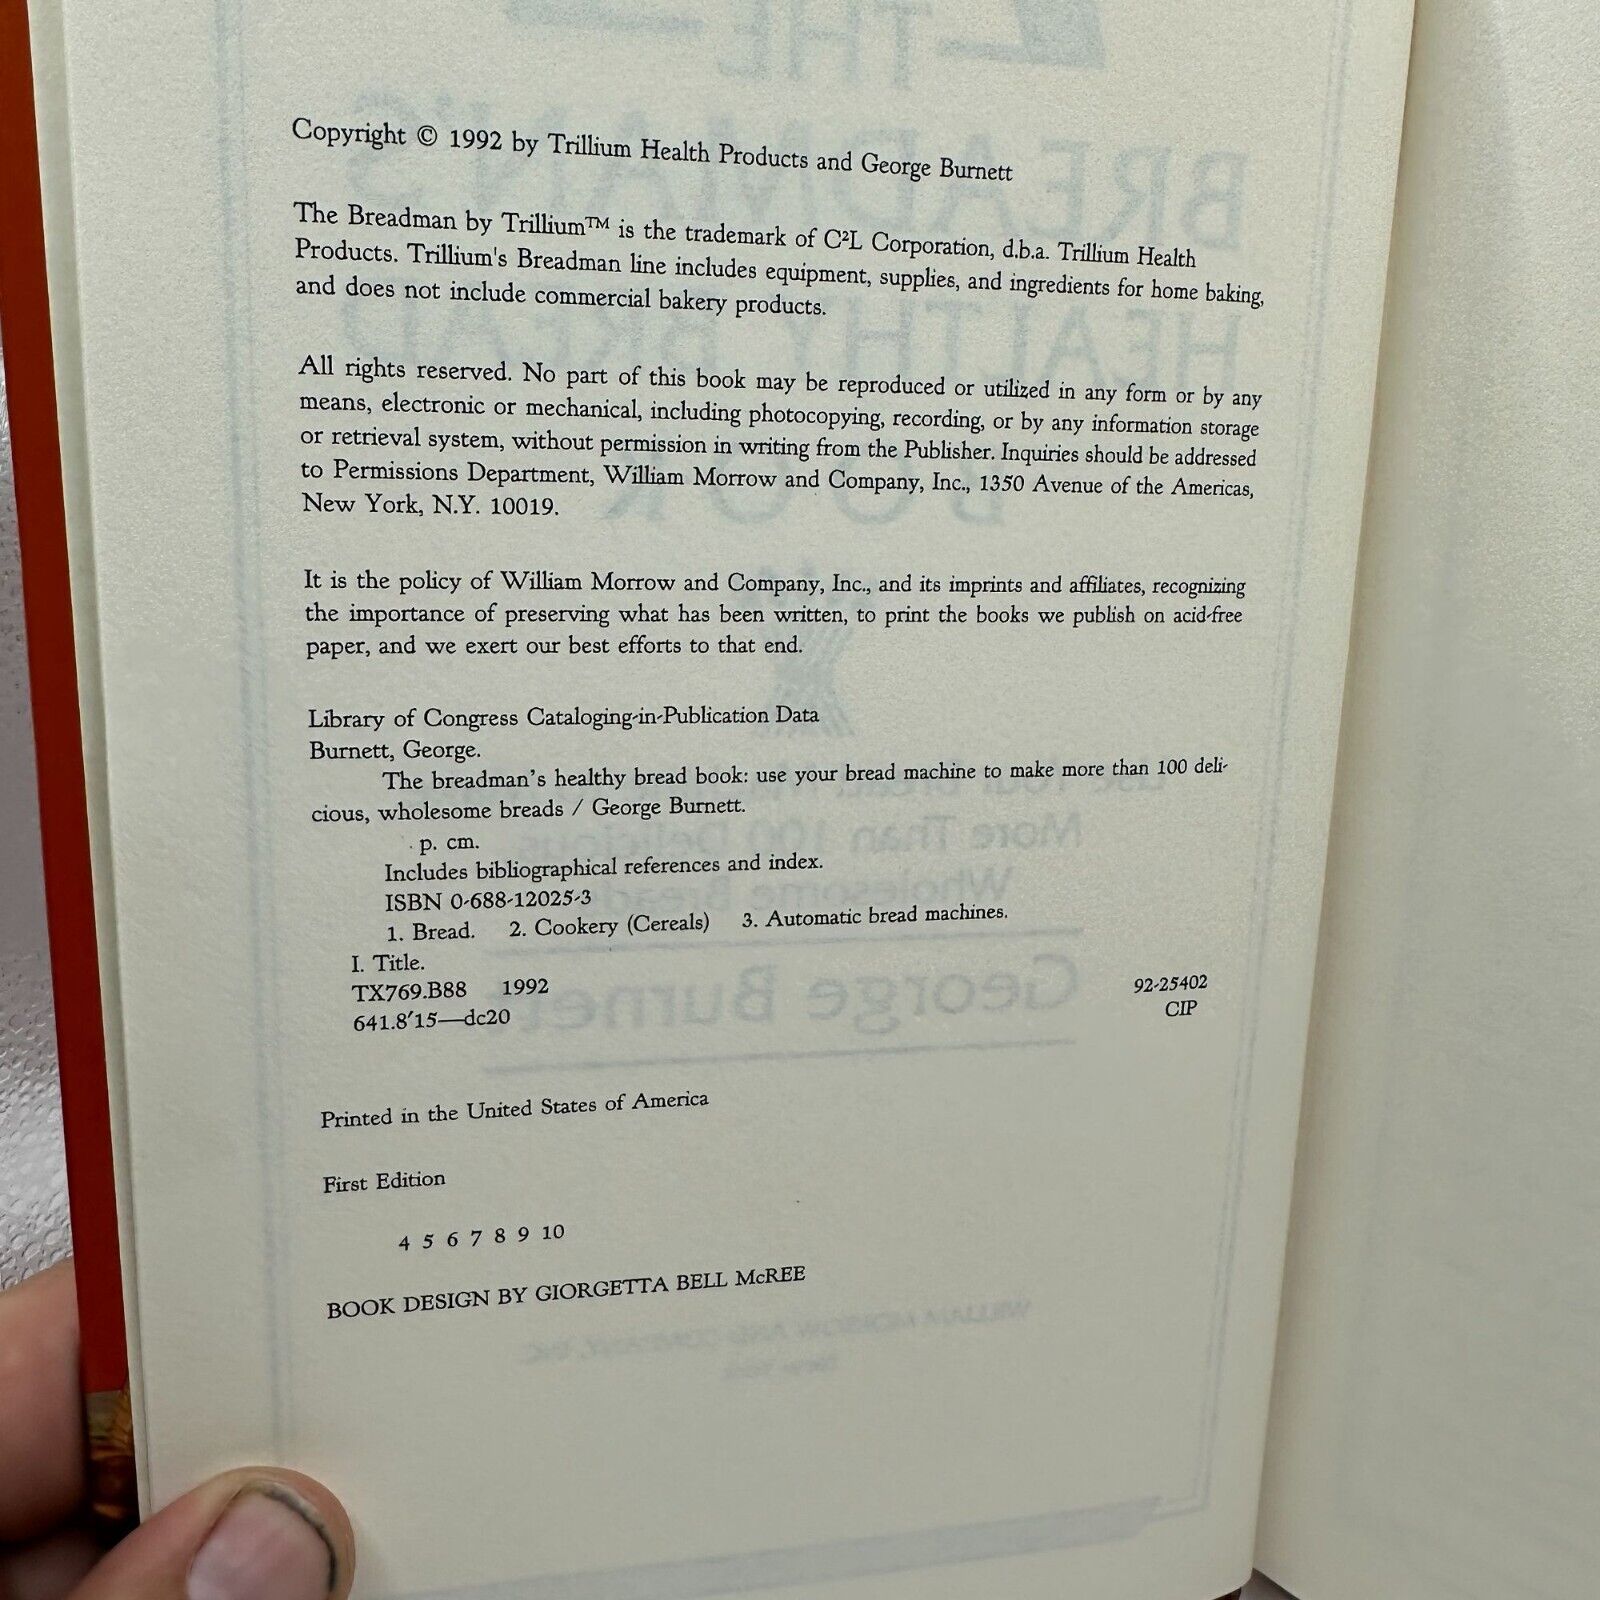 Copyright © 1992 by Trillium Health Products and George Burnett
The Breadman by Trillium™ is the trademark of C²L Corporation, d.b.a. Trillium Health
Products. Trillium's Breadman line includes equipment, supplies, and ingredients for home baking,
and does not include commercial bakery products.
All rights reserved. No part of this book may be reproduced or utilized in any form or by any
means, electronic or mechanical, including photocopying, recording, or by any information storage
or retrieval system, without permission in writing from the Publisher. Inquiries should be addressed
to Permissions Department, William Morrow and Company, Inc., 1350 Avenue of the Americas,
New York, N.Y. 10019.
It is the policy of William Morrow and Company, Inc., and its imprints and affiliates, recognizing
the importance of preserving what has been written, to print the books we publish on acid-free
paper, and we exert our best efforts to that end.
Library of Congress Cataloging-in-Publication Data
Burnett, George.
The breadman's healthy bread book: use your bread machine to make more than 100 deli-
cious, wholesome breads / George Burnett.
p. cm.
Includes bibliographical references and index.
ISBN 0-688-12025-3
1. Bread. 2. Cookery (Cereals) 3. Automatic bread machines.
I. Title.
TX769.B88 1992 92-25402
641.8′15—dc20 CIP
Printed in the United States of America
First Edition
4 5 6 7 8 9 10
BOOK DESIGN BY GIORGETTA BELL McREE